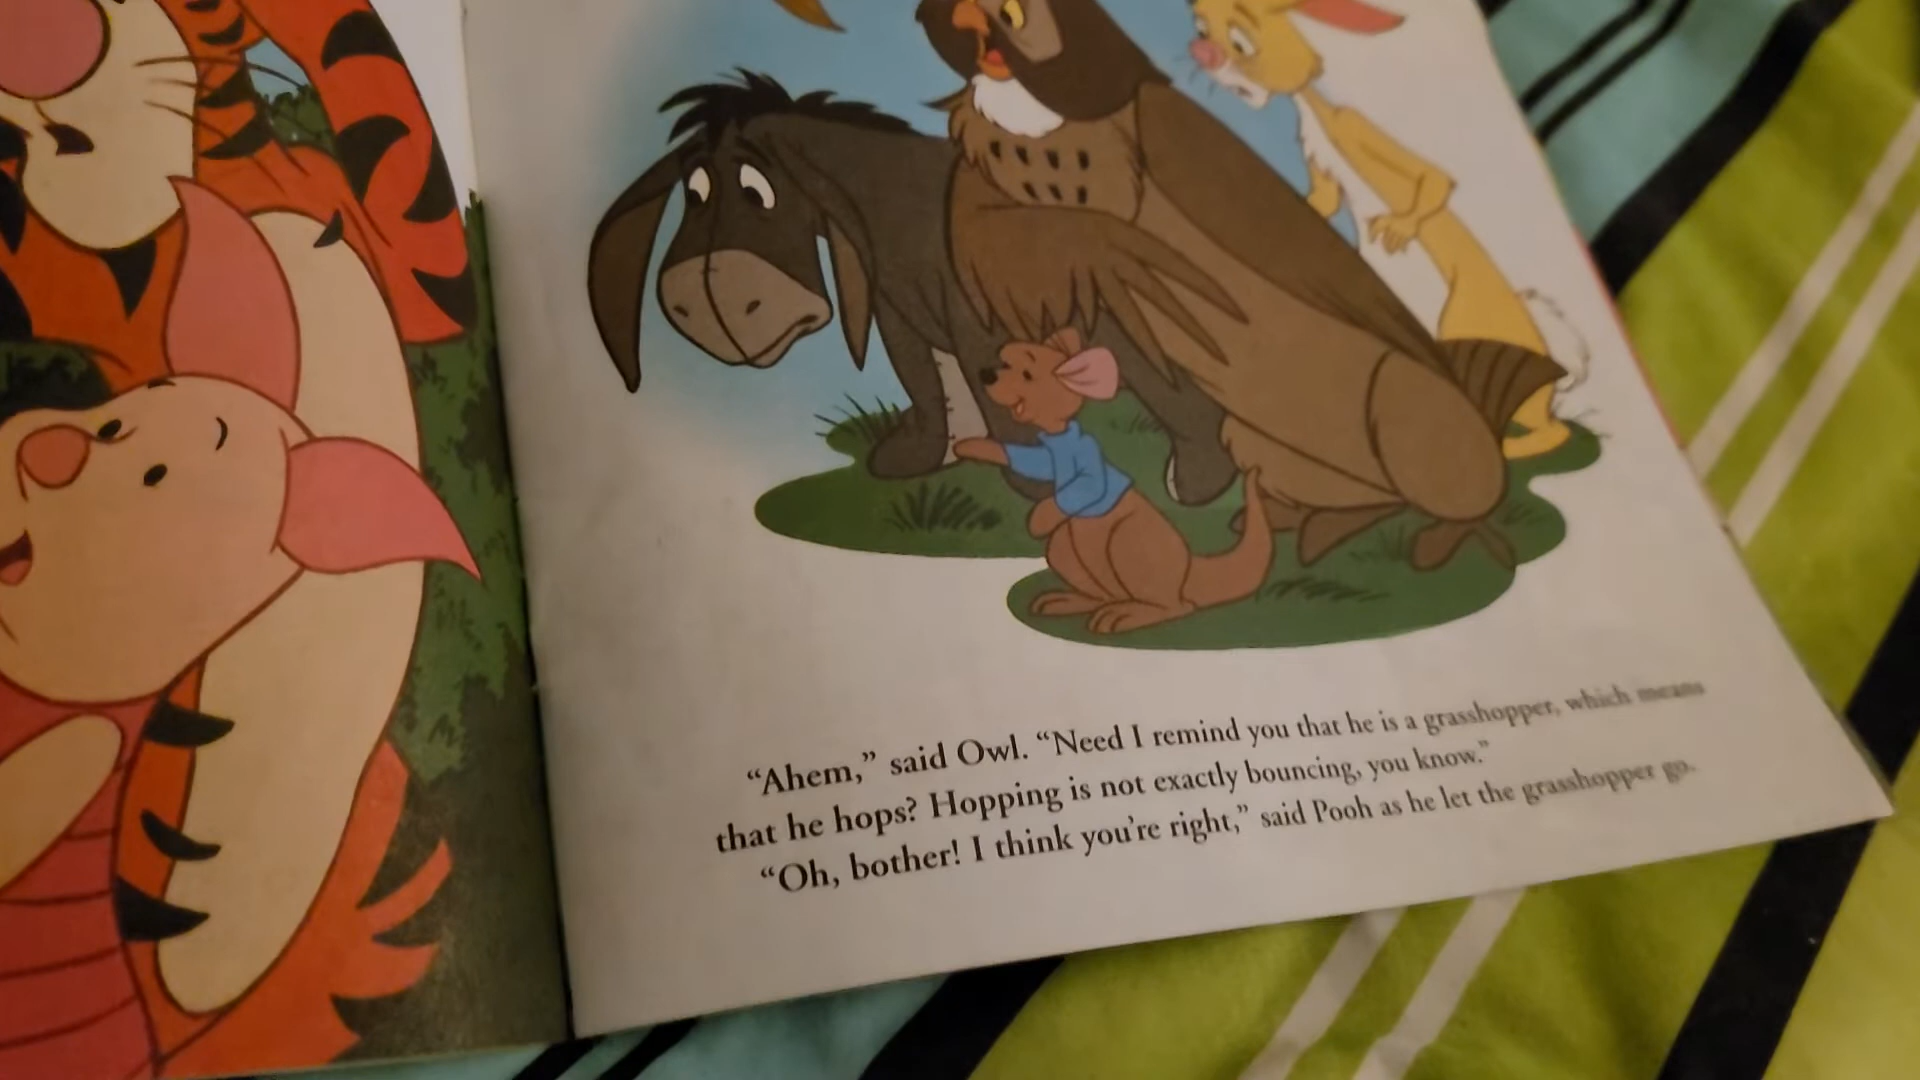 “Ahem,” said Owl. “Need I remind you that he is a grasshopper, which means
that he hops? Hopping is not exactly bouncing, you know.”
“Oh, bother! I think you’re right,” said Pooh as he let the grasshopper go.